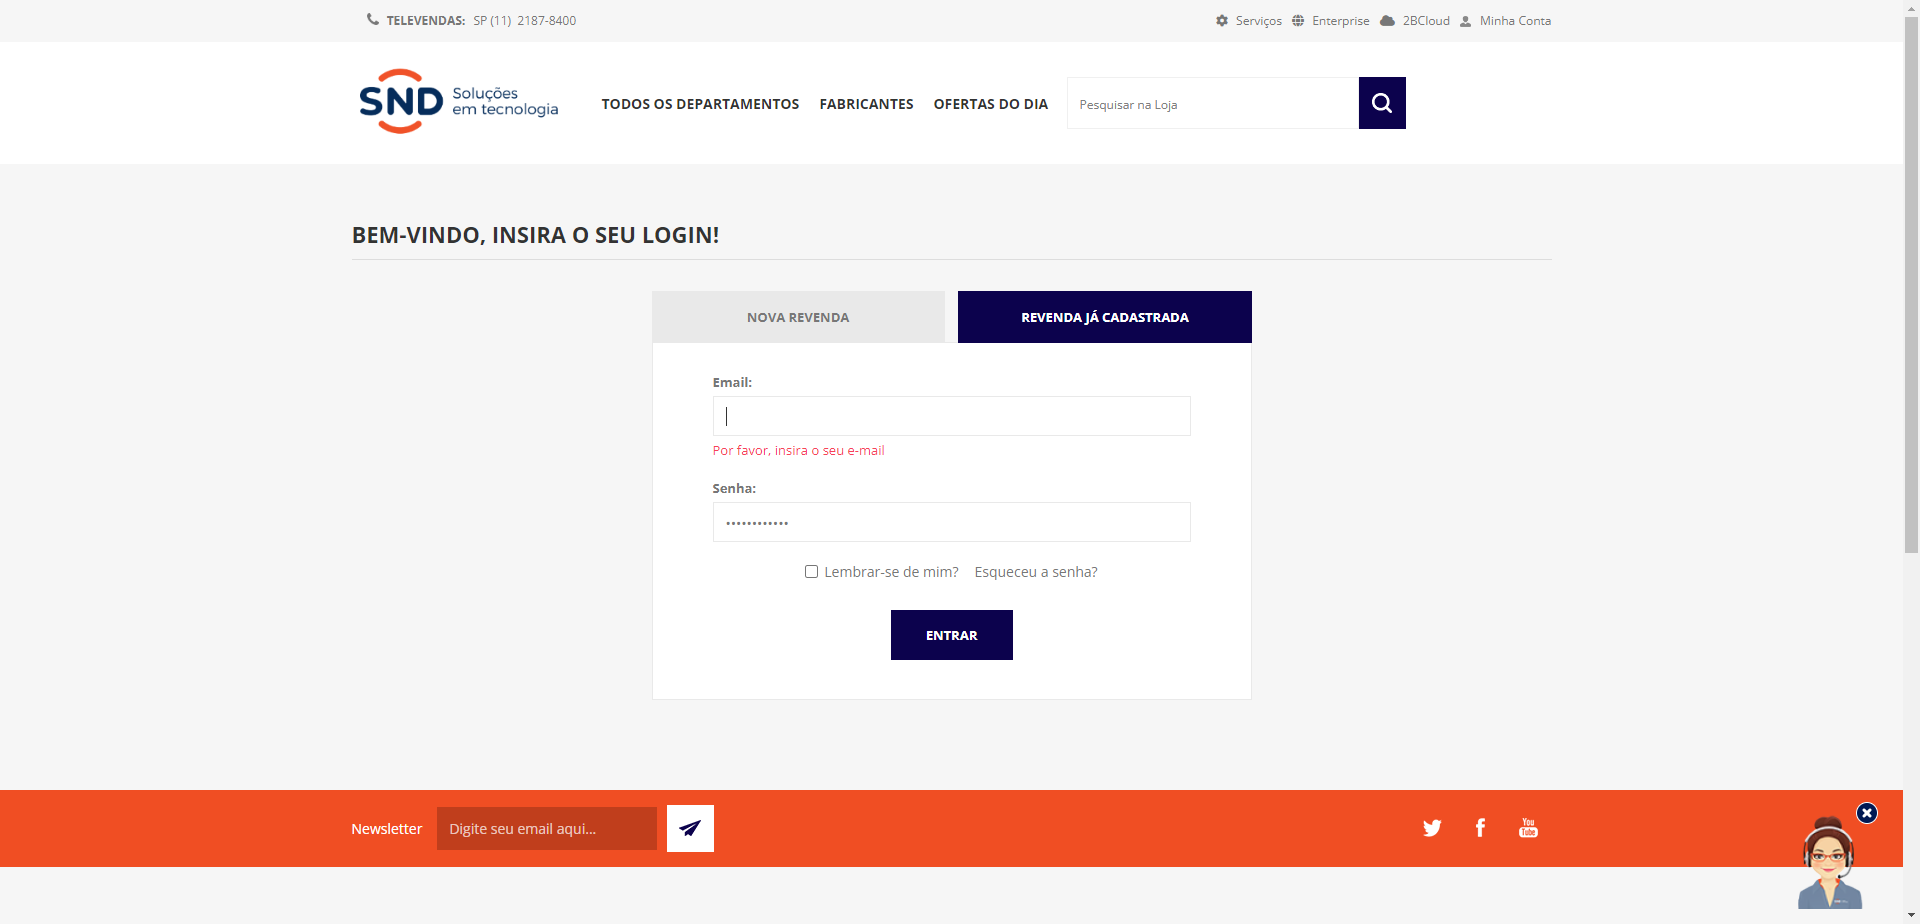 TELEVENDAS: SP (11) 2187-8400
Serviços Enterprise 2BCloud Minha Conta
SND Soluções em tecnologia
TODOS OS DEPARTAMENTOS FABRICANTES OFERTAS DO DIA Pesquisar na Loja
BEM-VINDO, INSIRA O SEU LOGIN!
NOVA REVENDA REVENDA JÁ CADASTRADA
Email:
Por favor, insira o seu e-mail
Senha:
••••••••••••
Lembrar-se de mim? Esqueceu a senha?
ENTRAR
Newsletter Digite seu email aqui...
You Tube